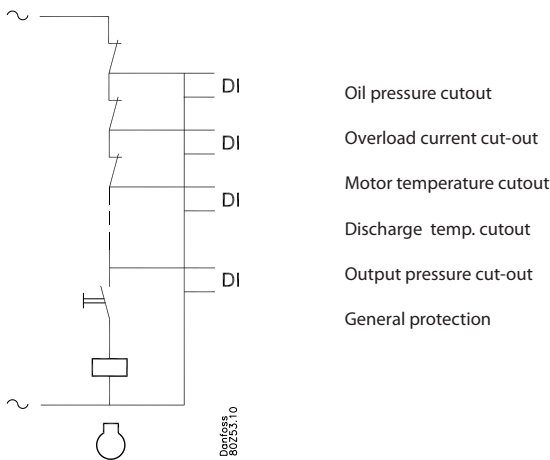 DI
Oil pressure cutout
DI
Overload current cut-out
DI
Motor temperature cutout
Discharge temp. cutout
DI
Output pressure cut-out
General protection
Danfoss
80Z53.10